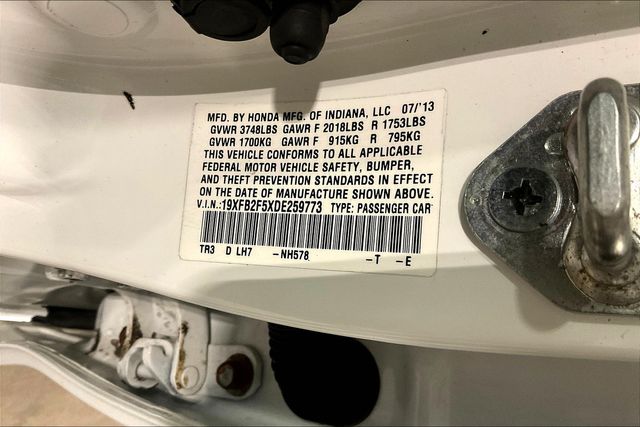 MFD. BY HONDA MFG. OF INDIANA, LLC 07/'13
GVWR 3748LBS GAWR F 2018LBS R 1753LBS
GVWR 1700KG GAWR F 915KG R 795KG
THIS VEHICLE CONFORMS TO ALL APPLICABLE
FEDERAL MOTOR VEHICLE SAFETY, BUMPER,
AND THEFT PREVENTION STANDARDS IN EFFECT
ON THE DATE OF MANUFACTURE SHOWN ABOVE.
V.I.N.:19XFB2F5XDE259773 TYPE: PASSENGER CAR
TR3 D LH7 -NH578 -T -E